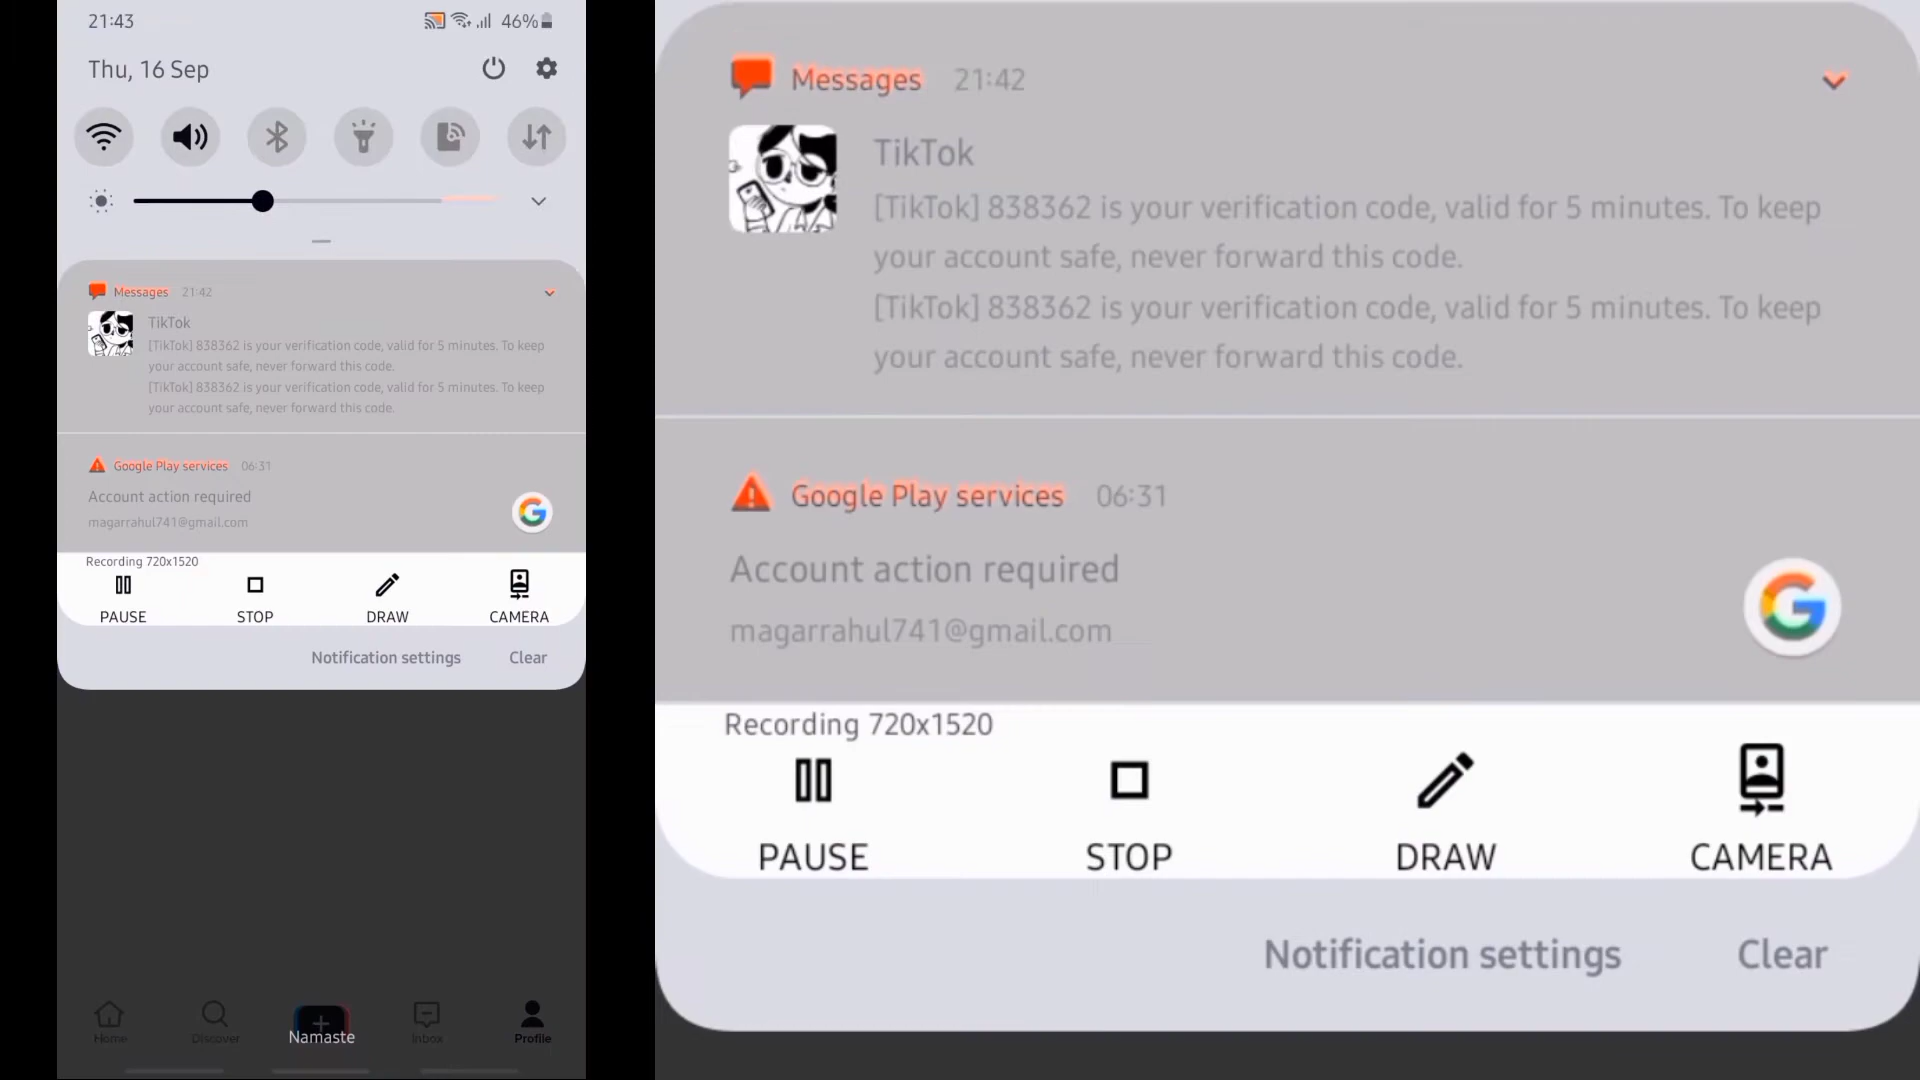 21:43
46%
Thu, 16 Sep
Messages 21:42
TikTok
[TikTok] 838362 is your verification code, valid for 5 minutes. To keep
your account safe, never forward this code.
[TikTok] 838362 is your verification code, valid for 5 minutes. To keep
your account safe, never forward this code.
Google Play services 06:31
Account action required
magarrahul741@gmail.com
Recording 720x1520
PAUSE STOP DRAW CAMERA
Notification settings Clear
Namaste
Home Discover Inbox Profile
Messages 21:42
TikTok
[TikTok] 838362 is your verification code, valid for 5 minutes. To keep
your account safe, never forward this code.
[TikTok] 838362 is your verification code, valid for 5 minutes. To keep
your account safe, never forward this code.
Google Play services 06:31
Account action required
magarrahul741@gmail.com
Recording 720x1520
PAUSE STOP DRAW CAMERA
Notification settings Clear